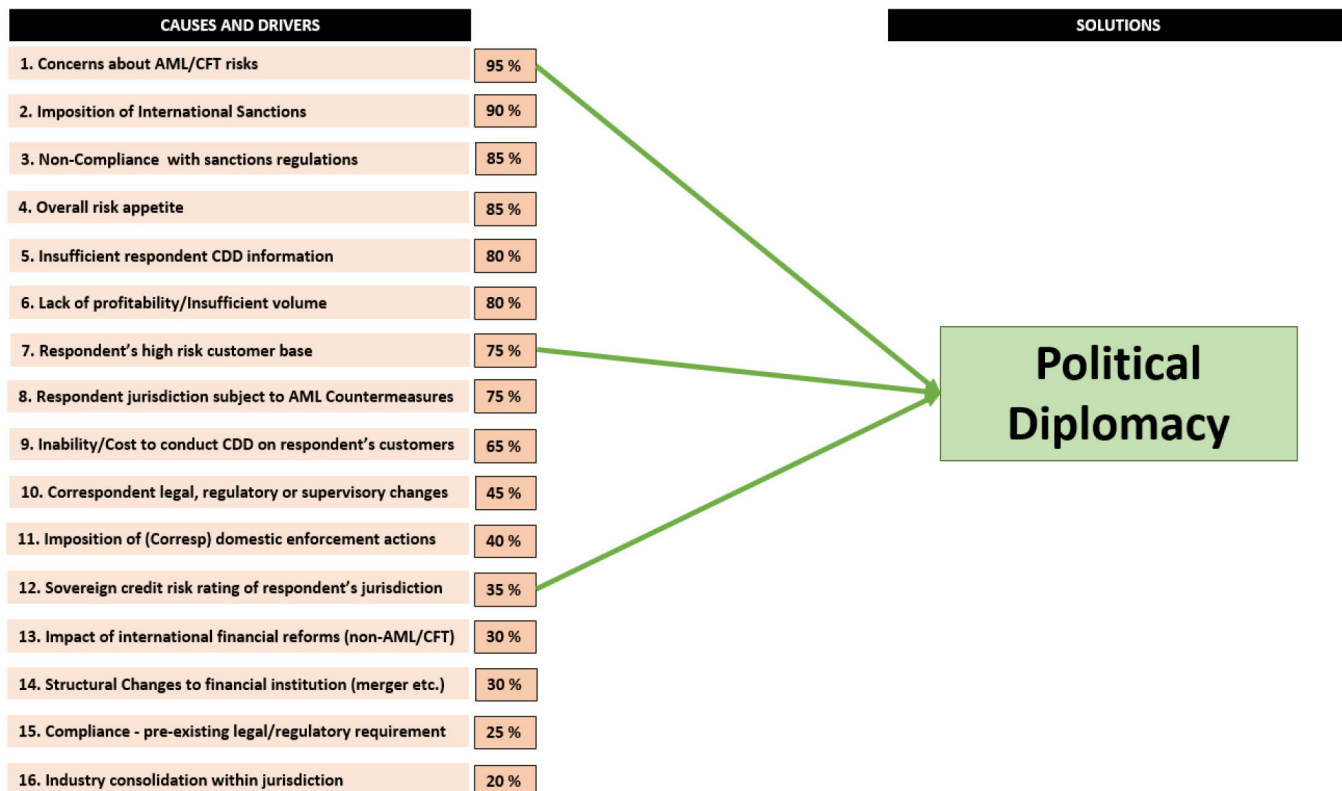 CAUSES AND DRIVERS
SOLUTIONS
1. Concerns about AML/CFT risks 95 %
2. Imposition of International Sanctions 90 %
3. Non-Compliance with sanctions regulations 85 %
4. Overall risk appetite 85 %
5. Insufficient respondent CDD information 80 %
6. Lack of profitability/Insufficient volume 80 %
7. Respondent's high risk customer base 75 %
8. Respondent jurisdiction subject to AML Countermeasures 75 %
9. Inability/Cost to conduct CDD on respondent's customers 65 %
10. Correspondent legal, regulatory or supervisory changes 45 %
11. Imposition of (Corresp) domestic enforcement actions 40 %
12. Sovereign credit risk rating of respondent's jurisdiction 35 %
13. Impact of international financial reforms (non-AML/CFT) 30 %
14. Structural Changes to financial institution (merger etc.) 30 %
15. Compliance - pre-existing legal/regulatory requirement 25 %
16. Industry consolidation within jurisdiction 20 %
Political
Diplomacy